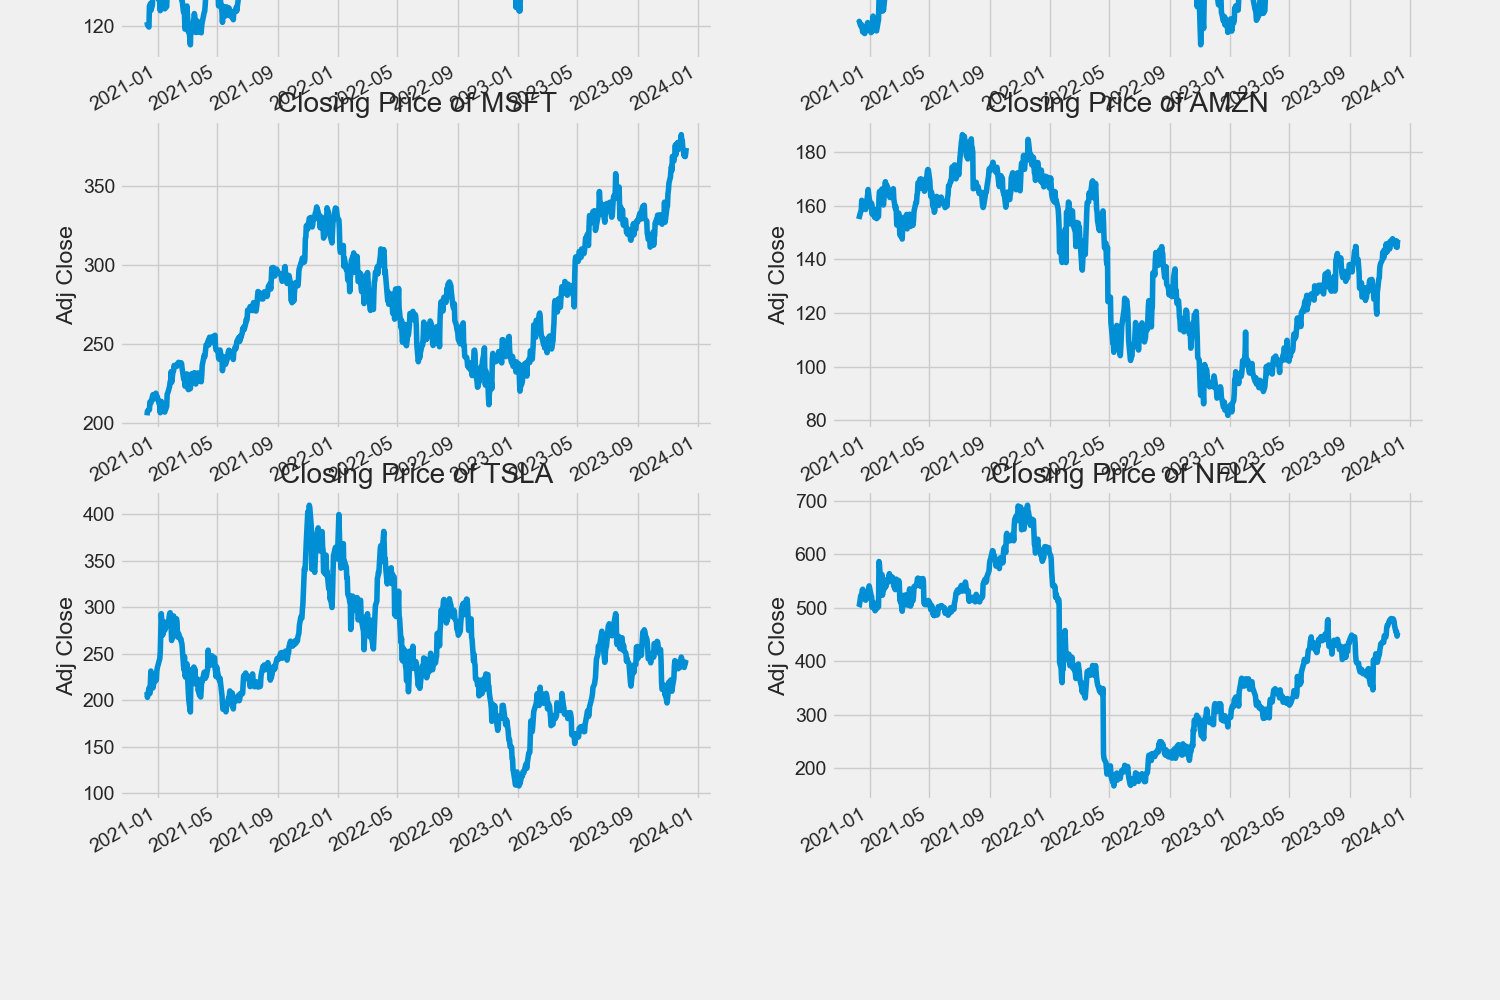 120
2021-01 2021-05 2021-09 2022-01 2022-05 2022-09 2023-01 2023-05 2023-09 2024-01
2021-01 2021-05 2021-09 2022-01 2022-05 2022-09 2023-01 2023-05 2023-09 2024-01
Closing Price of MSFT
Adj Close
350
300
250
200
2021-01 2021-05 2021-09 2022-01 2022-05 2022-09 2023-01 2023-05 2023-09 2024-01
Closing Price of AMZN
Adj Close
180
160
140
120
100
80
2021-01 2021-05 2021-09 2022-01 2022-05 2022-09 2023-01 2023-05 2023-09 2024-01
Closing Price of TSLA
Adj Close
400
350
300
250
200
150
100
2021-01 2021-05 2021-09 2022-01 2022-05 2022-09 2023-01 2023-05 2023-09 2024-01
Closing Price of NFLX
Adj Close
700
600
500
400
300
200
2021-01 2021-05 2021-09 2022-01 2022-05 2022-09 2023-01 2023-05 2023-09 2024-01